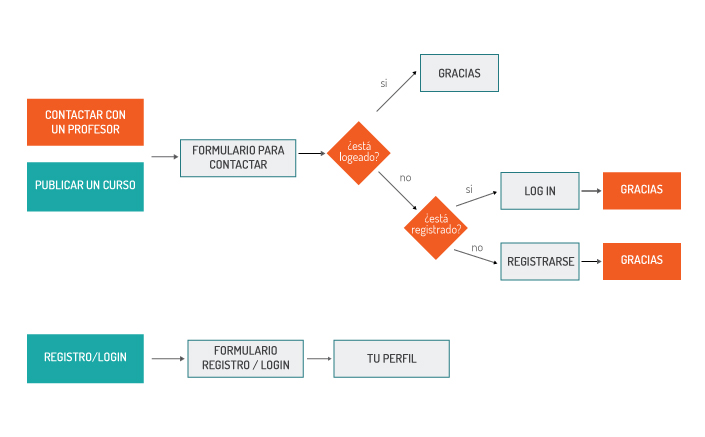 GRACIAS
si
CONTACTAR CON
UN PROFESOR
FORMULARIO PARA
CONTACTAR
¿está
logeado?
PUBLICAR UN CURSO
no
si
LOG IN
GRACIAS
¿está
registrado?
no
REGISTRARSE
GRACIAS
REGISTRO/LOGIN
FORMULARIO
REGISTRO / LOGIN
TU PERFIL